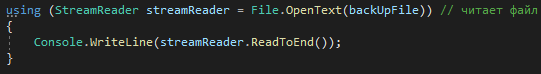 using (StreamReader streamReader = File.OpenText(backUpFile)) // читает файл
{
    Console.WriteLine(streamReader.ReadToEnd());
}